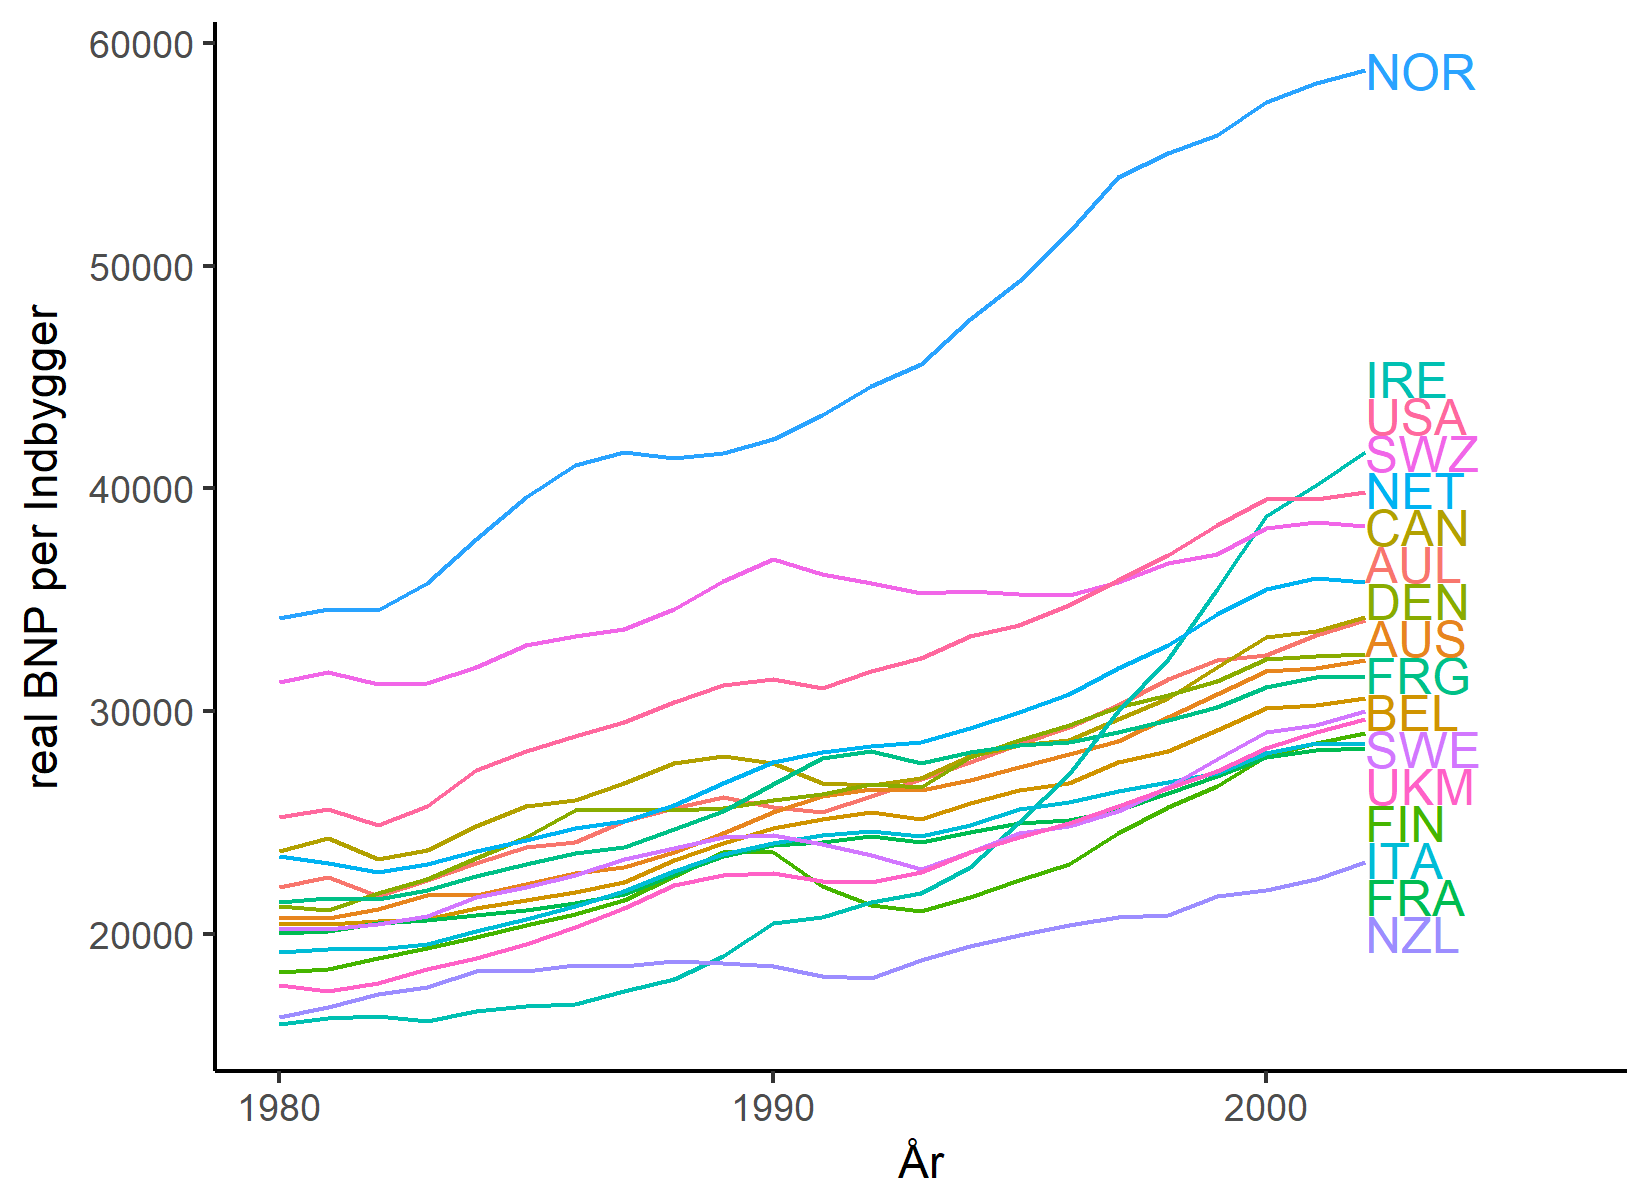 60000
50000
40000
30000
20000
real BNP per Indbygger
NOR
IRE
USA
SWZ
NET
CAN
AUL
DEN
AUS
FRG
BEL
SWE
UKM
FIN
ITA
FRA
NZL
1980
1990
2000
År